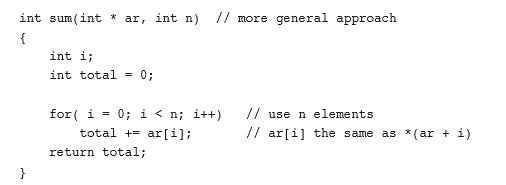 int sum(int * ar, int n)  // more general approach
{
    int i;
    int total = 0;

    for( i = 0; i < n; i++)   // use n elements
        total += ar[i];       // ar[i] the same as *(ar + i)
    return total;
}